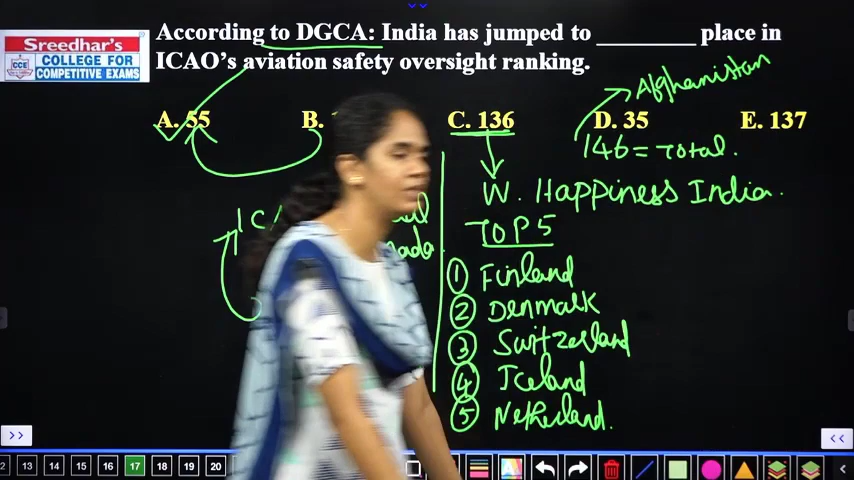 According to DGCA: India has jumped to ________ place in
ICAO's aviation safety oversight ranking.
Sreedhar's
CCE
COLLEGE FOR
COMPETITIVE EXAMS
Afghanistan
A. 55
B.
C. 136
D. 35
E. 137
146 = Total.
W. Happiness India.
TOP 5
① Finland
② Denmark
③ Switzerland
④ Iceland
⑤ Netherland.
>>
<<
13 14 15 16 17 18 19 20
A